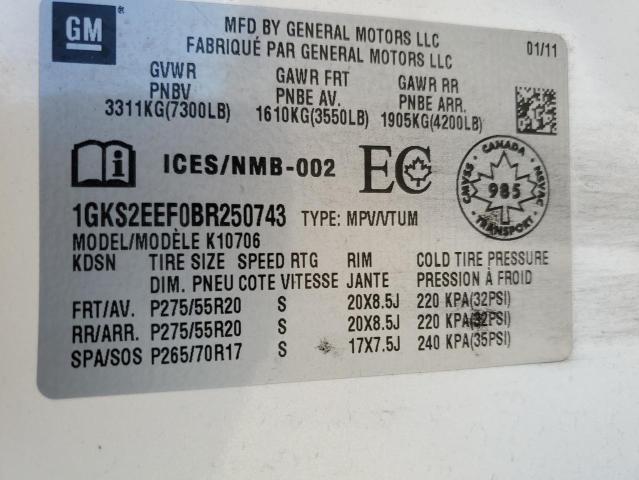 GM
MFD BY GENERAL MOTORS LLC
FABRIQUÉ PAR GENERAL MOTORS LLC
01/11
GVWR GAWR FRT GAWR RR
PNBV PNBE AV. PNBE ARR.
3311KG(7300LB) 1610KG(3550LB) 1905KG(4200LB)
i ICES/NMB-002 EC
CANADA
CMVSS 985 NSVAC
TRANSPORT
1GKS2EEF0BR250743 TYPE: MPV/VTUM
MODEL/MODÈLE K10706
KDSN TIRE SIZE SPEED RTG RIM COLD TIRE PRESSURE
DIM. PNEU COTE VITESSE JANTE PRESSION À FROID
FRT/AV. P275/55R20 S 20X8.5J 220 KPA(32PSI)
RR/ARR. P275/55R20 S 20X8.5J 220 KPA(32PSI)
SPA/SOS P265/70R17 S 17X7.5J 240 KPA(35PSI)